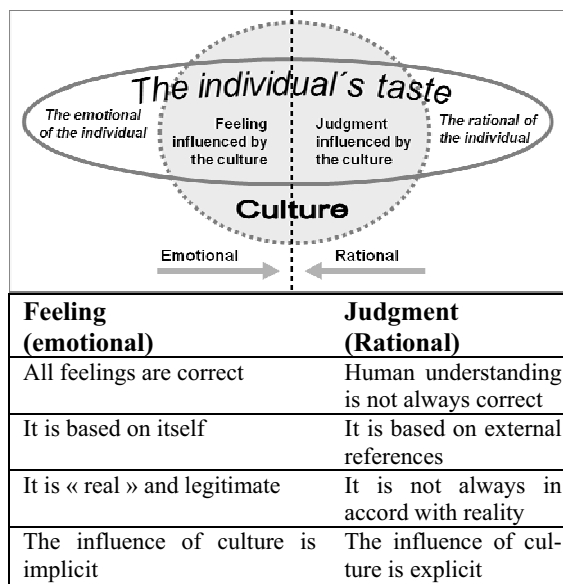 The individual´s taste
The emotional
of the individual
Feeling
influenced by
the culture
Judgment
influenced by
the culture
The rational of
the individual
Culture
Emotional
Rational
Feeling
(emotional)
Judgment
(Rational)
All feelings are correct
Human understanding
is not always correct
It is based on itself
It is based on external
references
It is « real » and legitimate
It is not always in
accord with reality
The influence of culture is
implicit
The influence of cul-
ture is explicit